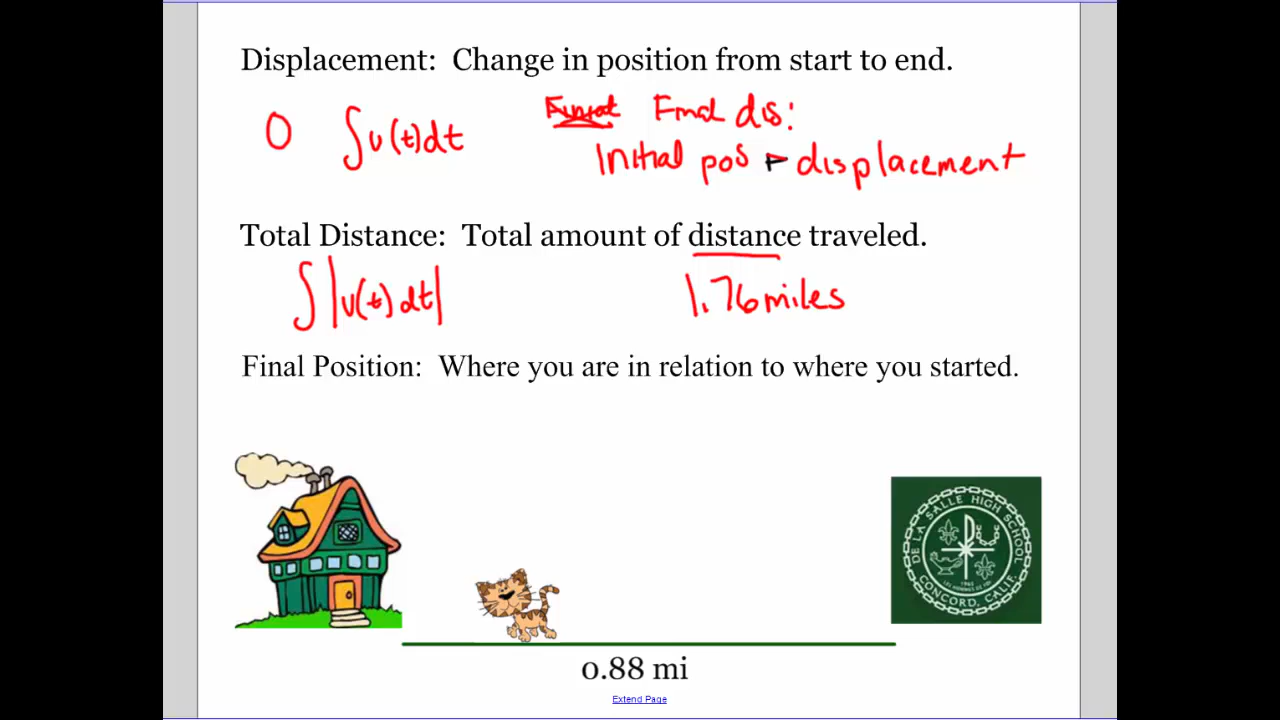 Displacement: Change in position from start to end.
0 ∫v(t)dt Final dis:
Initial pos + displacement
Total Distance: Total amount of distance traveled.
∫|v(t)dt| 1.76miles
Final Position: Where you are in relation to where you started.
DE LA SALLE HIGH SCHOOL
CONCORD, CALIF.
0.88 mi
Extend Page